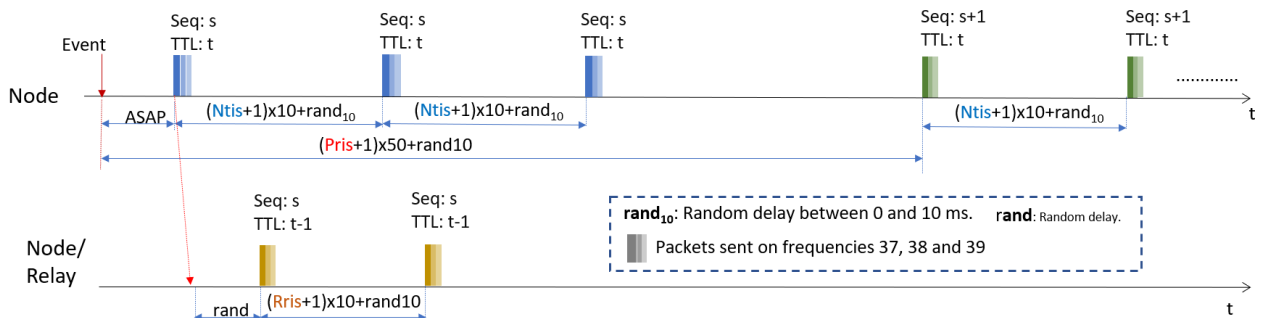 Seq: s
TTL: t
Seq: s
TTL: t
Seq: s
TTL: t
Seq: s+1
TTL: t
Seq: s+1
TTL: t
Event
Node
ASAP
(Ntis+1)x10+rand10
(Ntis+1)x10+rand10
(Ntis+1)x10+rand10
.............
t
(Pris+1)x50+rand10
Seq: s
TTL: t-1
Seq: s
TTL: t-1
rand10: Random delay between 0 and 10 ms. rand: Random delay.
Packets sent on frequencies 37, 38 and 39
Node/
Relay
rand
(Rris+1)x10+rand10
t